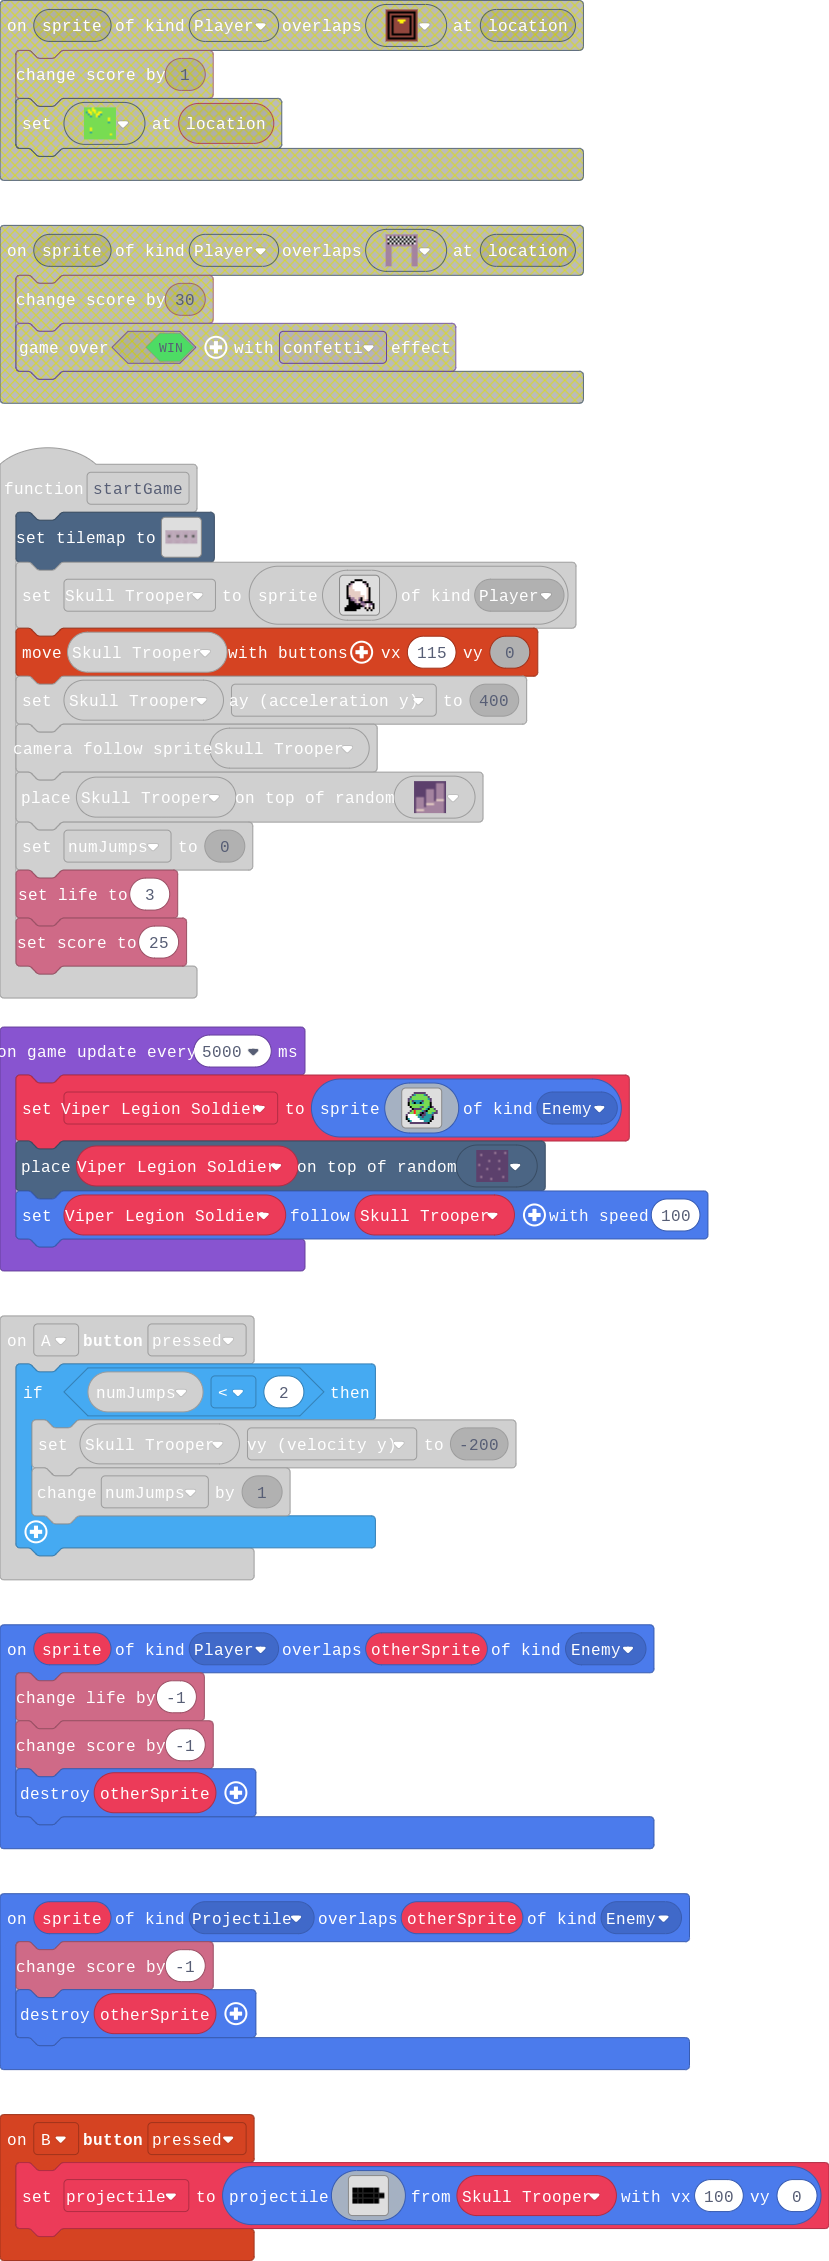 on sprite of kind Player overlaps at location
change score by 1
set at location
on sprite of kind Player overlaps at location
change score by 30
game over WIN with confetti effect
function startGame
set tilemap to
set Skull Trooper to sprite of kind Player
move Skull Trooper with buttons vx 115 vy 0
set Skull Trooper ay (acceleration y) to 400
camera follow sprite Skull Trooper
place Skull Trooper on top of random
set numJumps to 0
set life to 3
set score to 25
on game update every 5000 ms
set Viper Legion Soldier to sprite of kind Enemy
place Viper Legion Soldier on top of random
set Viper Legion Soldier follow Skull Trooper with speed 100
on A button pressed
if numJumps < 2 then
set Skull Trooper vy (velocity y) to -200
change numJumps by 1
on sprite of kind Player overlaps otherSprite of kind Enemy
change life by -1
change score by -1
destroy otherSprite
on sprite of kind Projectile overlaps otherSprite of kind Enemy
change score by -1
destroy otherSprite
on B button pressed
set projectile to projectile from Skull Trooper with vx 100 vy 0